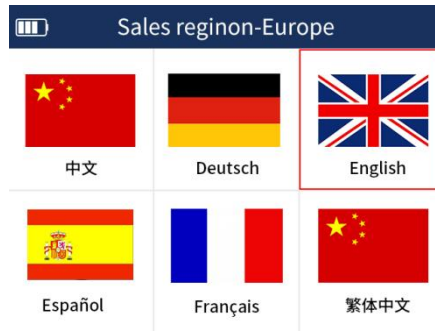 Sales reginon-Europe
中文
Deutsch
English
Español
Français
繁体中文